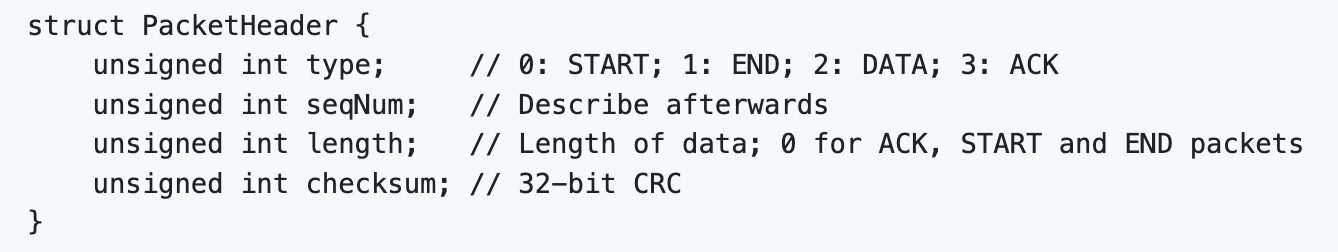 struct PacketHeader {
    unsigned int type;     // 0: START; 1: END; 2: DATA; 3: ACK
    unsigned int seqNum;   // Describe afterwards
    unsigned int length;   // Length of data; 0 for ACK, START and END packets
    unsigned int checksum; // 32-bit CRC
}